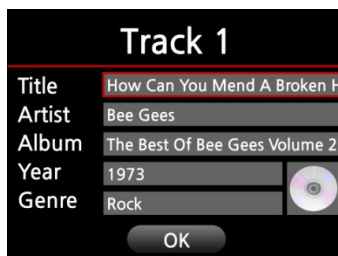 Track 1
Title How Can You Mend A Broken H
Artist Bee Gees
Album The Best Of Bee Gees Volume 2
Year 1973
Genre Rock
OK